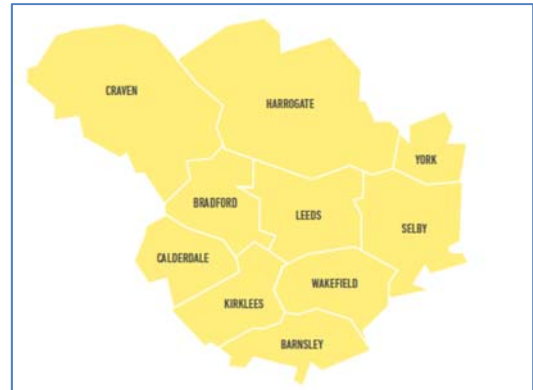 CRAVEN
HARROGATE
YORK
BRADFORD
LEEDS
SELBY
CALDERDALE
WAKEFIELD
KIRKLEES
BARNSLEY